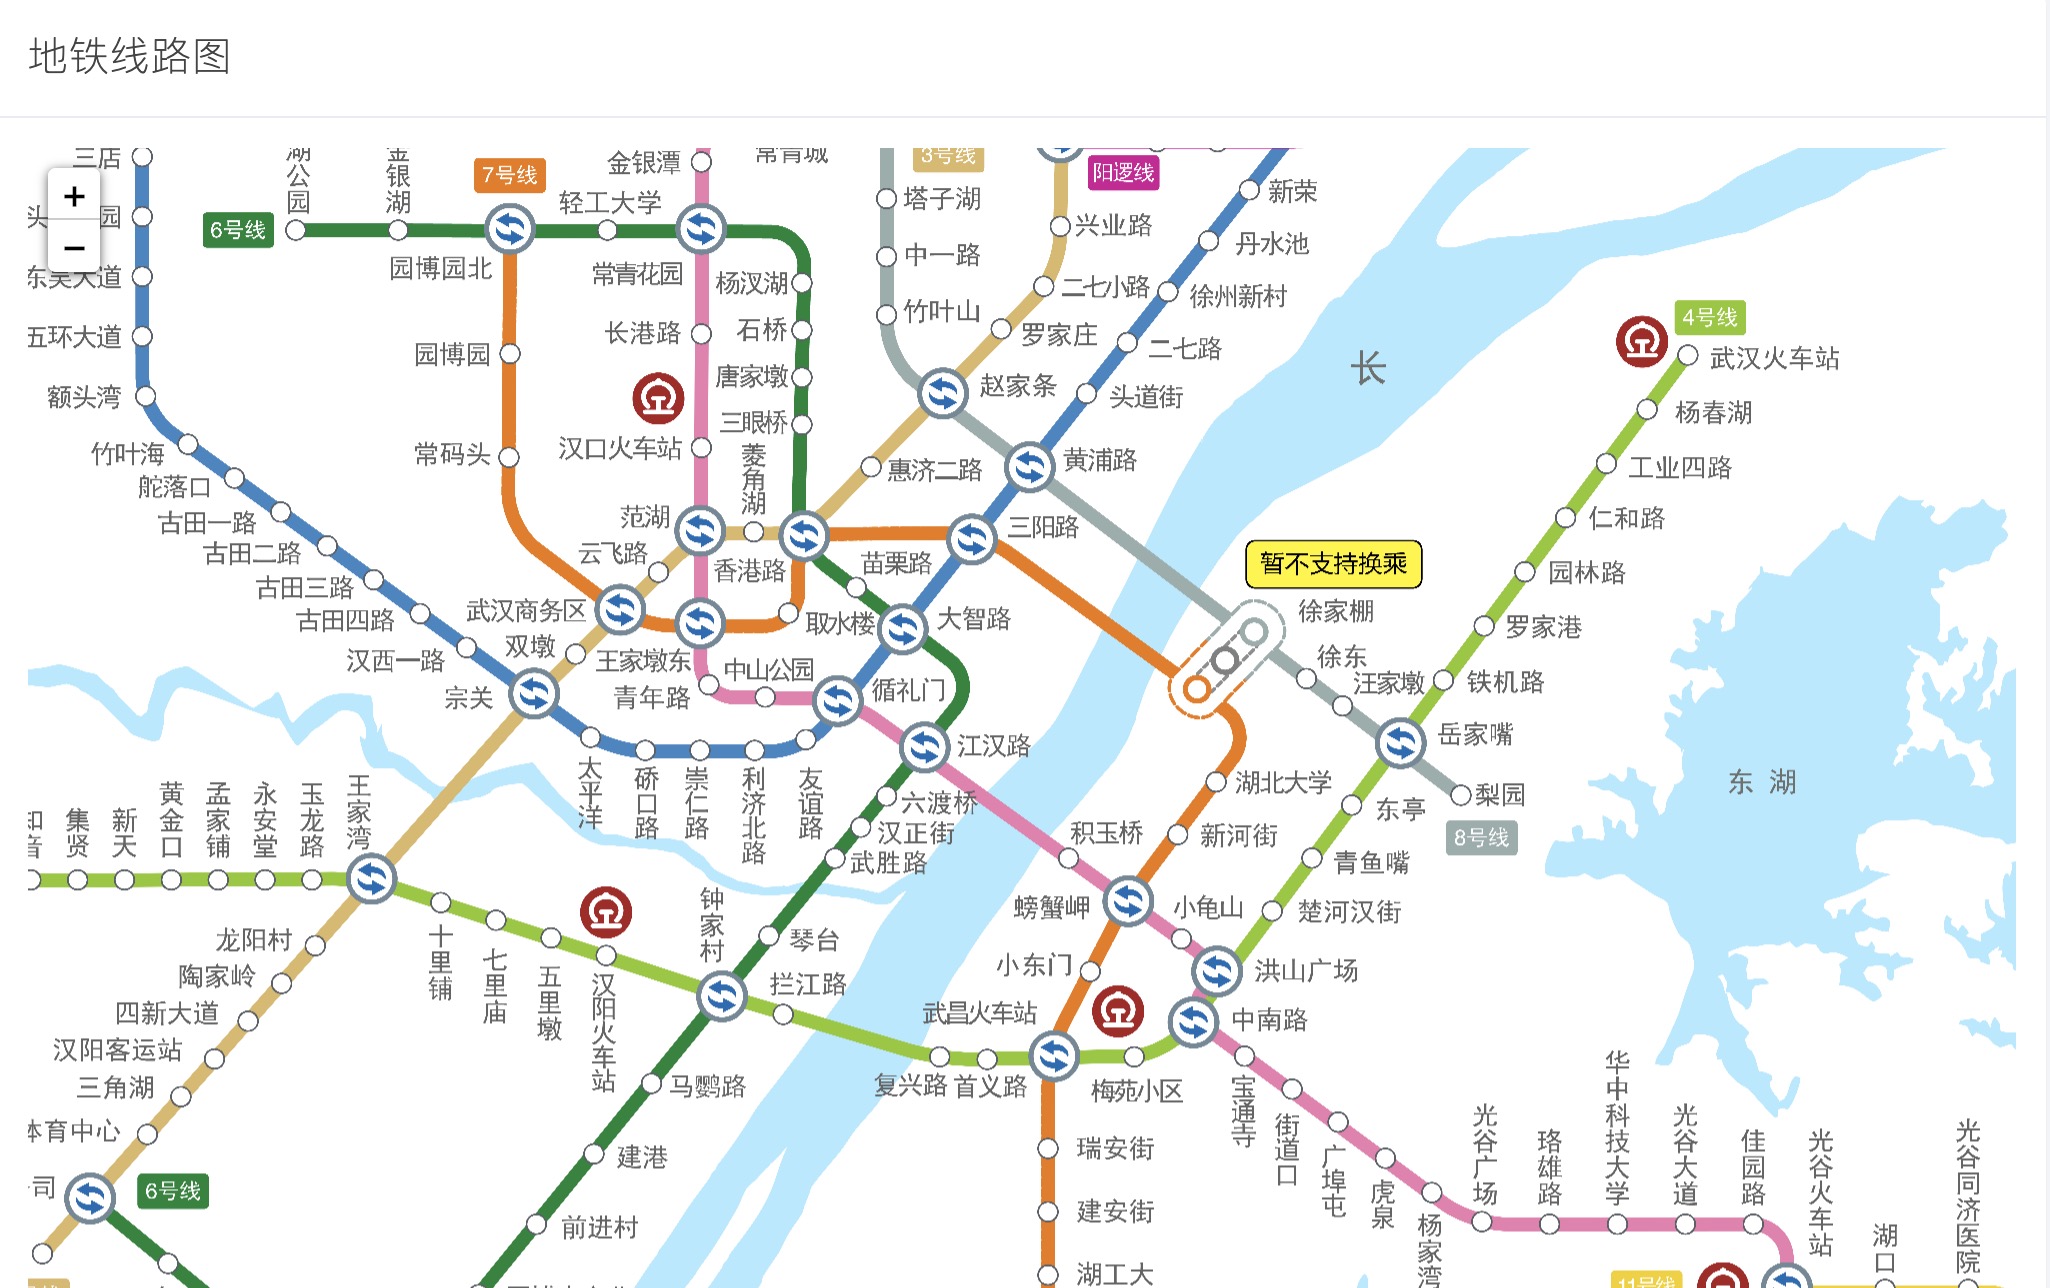 地铁线路图
+
−
三店
东吴大道
五环大道
额头湾
竹叶海
舵落口
古田一路
古田二路
古田三路
古田四路
汉西一路
宗关
太平洋
硚口路
崇仁路
利济北路
友谊路
循礼门
大智路
三阳路
黄浦路
头道街
二七路
徐州新村
丹水池
新荣
6号线
湖公园
金银湖
园博园北
轻工大学
常青花园
杨汊湖
石桥
唐家墩
三眼桥
香港路
苗栗路
江汉路
六渡桥
汉正街
武胜路
琴台
钟家村
马鹦路
建港
前进村
7号线
园博园
常码头
武汉商务区
王家墩东
取水楼
徐家棚
湖北大学
新河街
螃蟹岬
小东门
武昌火车站
瑞安街
建安街
湖工大
金银潭
常青城
长港路
汉口火车站
范湖
菱角湖
云飞路
双墩
青年路
中山公园
积玉桥
小龟山
洪山广场
中南路
宝通寺
街道口
广埠屯
虎泉
杨家湾
光谷广场
珞雄路
华中科技大学
光谷大道
佳园路
光谷火车站
湖口
光谷同济医院
11号线
3号线
阳逻线
塔子湖
中一路
竹叶山
兴业路
二七小路
罗家庄
赵家条
惠济二路
暂不支持换乘
徐东
汪家墩
岳家嘴
梨园
8号线
4号线
武汉火车站
杨春湖
工业四路
仁和路
园林路
罗家港
铁机路
东亭
青鱼嘴
楚河汉街
梅苑小区
首义路
复兴路
拦江路
汉阳火车站
五里墩
七里庙
十里铺
王家湾
玉龙路
永安堂
孟家铺
黄金口
新天
集贤
龙阳村
陶家岭
四新大道
汉阳客运站
三角湖
体育中心
司
6号线
长
东 湖